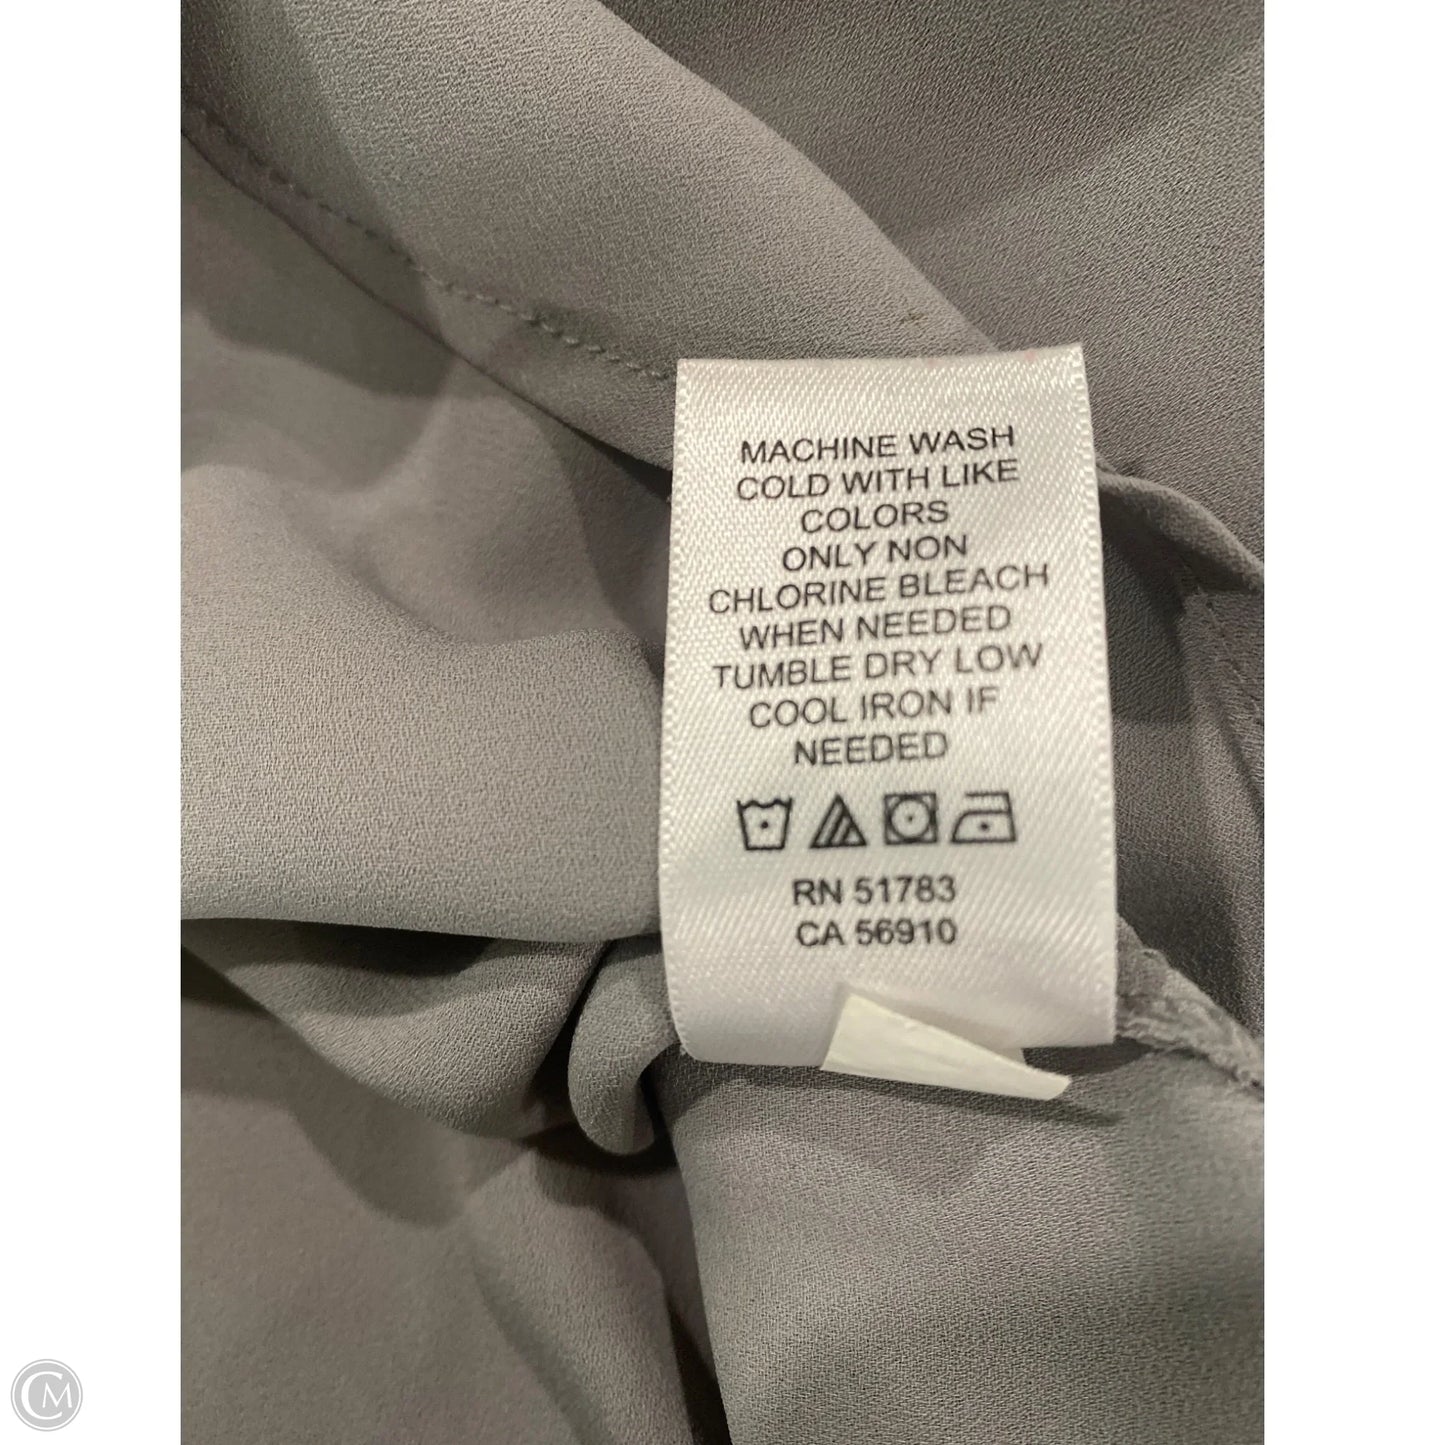 MACHINE WASH
COLD WITH LIKE
COLORS
ONLY NON
CHLORINE BLEACH
WHEN NEEDED
TUMBLE DRY LOW
COOL IRON IF
NEEDED
RN 51783
CA 56910
CM